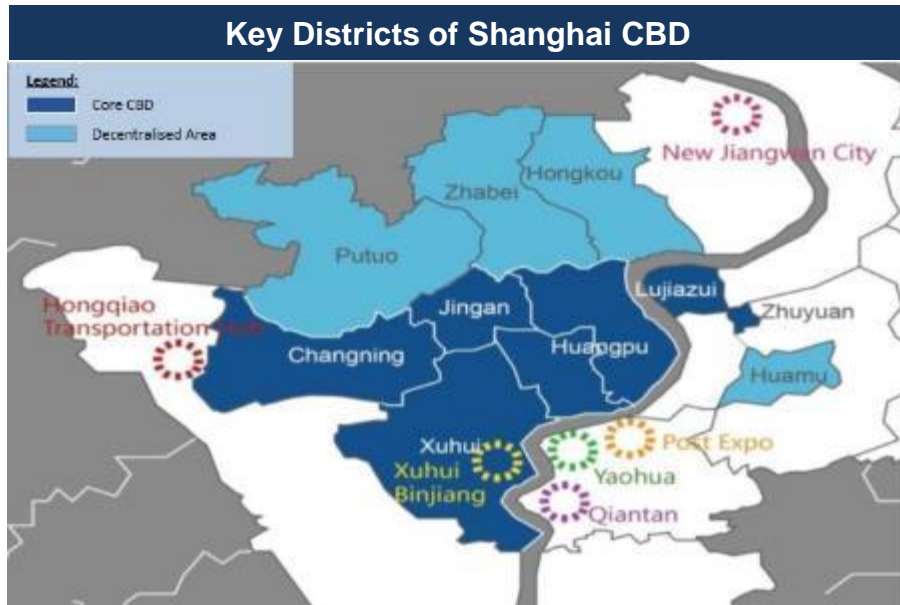 Key Districts of Shanghai CBD
Legend:
Core CBD
Decentralised Area
New Jiangwan City
Hongkou
Zhabei
Putuo
Lujiazui
Hongqiao
Transportation Hub
Jingan
Zhuyuan
Changning
Huangpu
Huamu
Xuhui
Xuhui
Binjiang
Post Expo
Yaohua
Qiantan